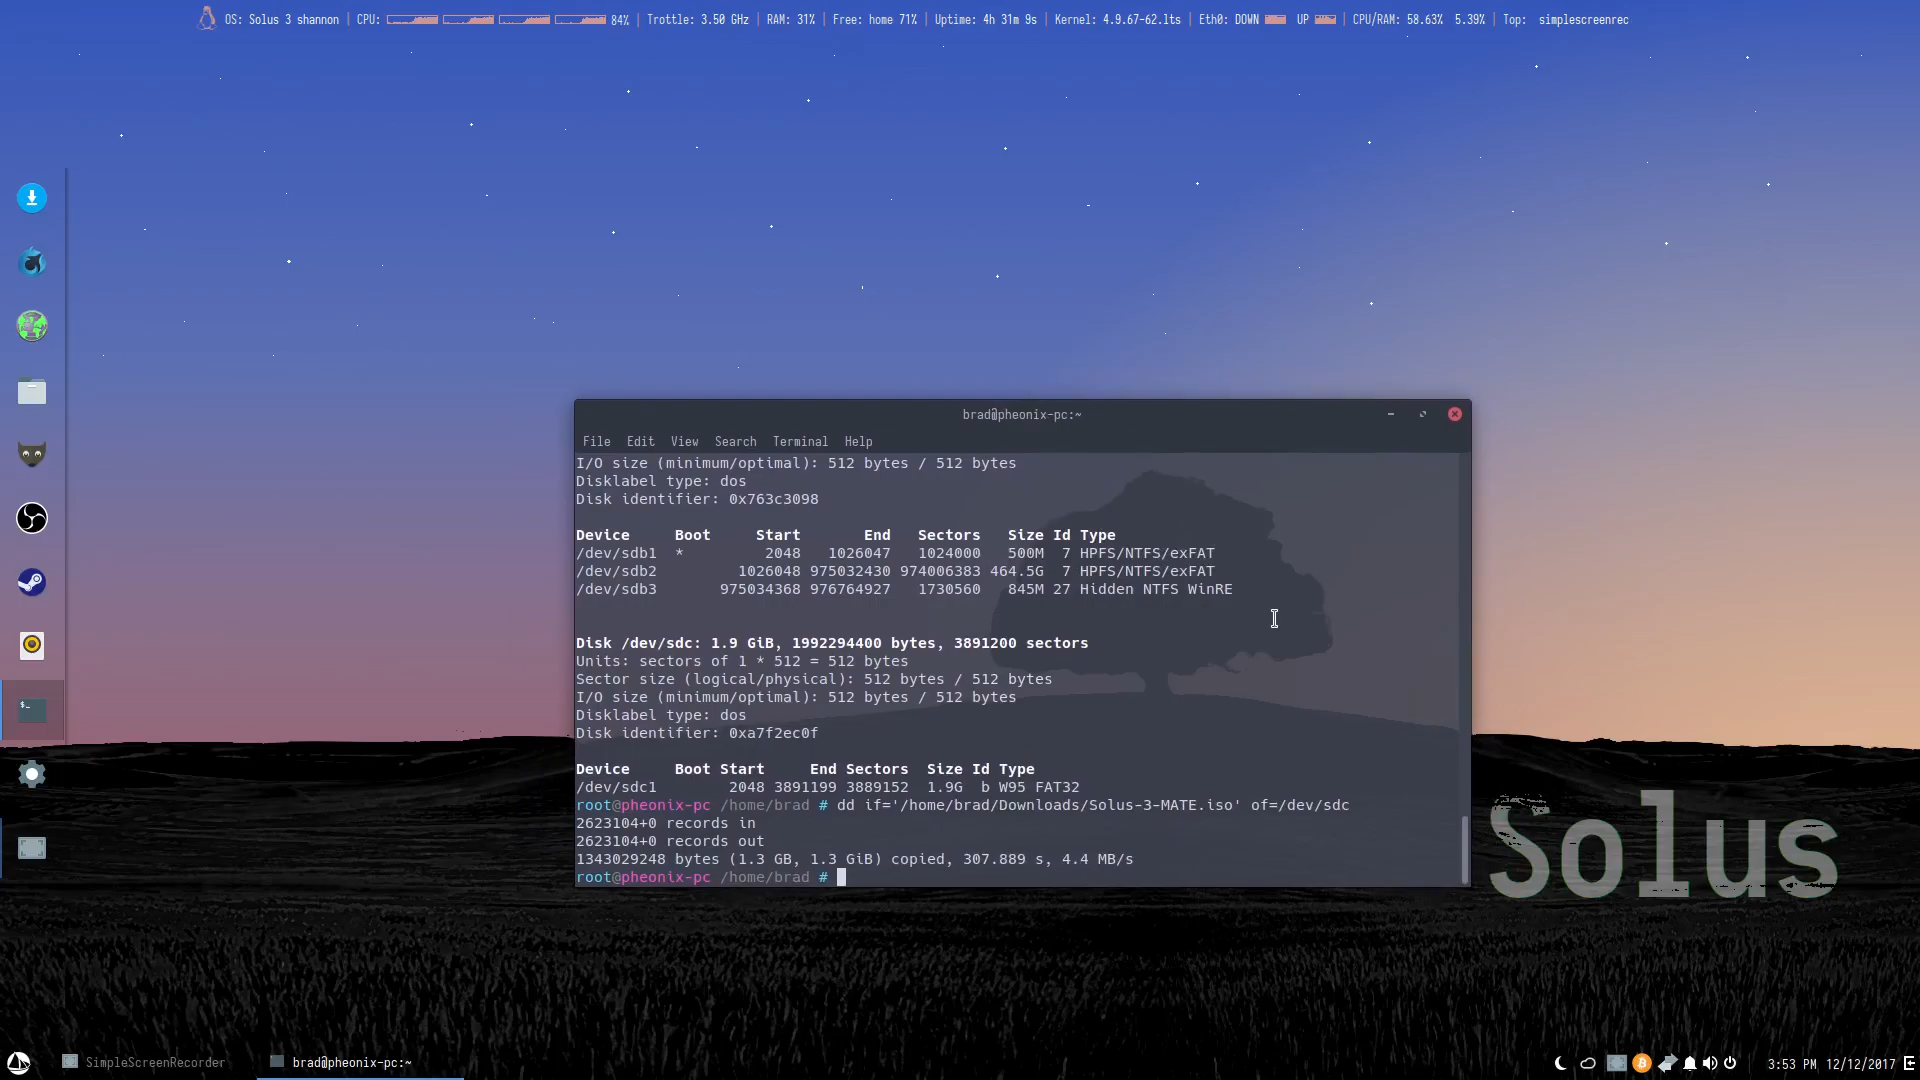 OS: Solus 3 shannon | CPU: 84% | Trottle: 3.50 GHz | RAM: 31% | Free: home 71% | Uptime: 4h 31m 9s | Kernel: 4.9.67-62.lts | Eth0: DOWN UP | CPU/RAM: 58.63% 5.39% | Top: simplescreenrec
brad@pheonix-pc:~
File Edit View Search Terminal Help
I/O size (minimum/optimal): 512 bytes / 512 bytes
Disklabel type: dos
Disk identifier: 0x763c3098
Device Boot Start End Sectors Size Id Type
/dev/sdb1 * 2048 1026047 1024000 500M 7 HPFS/NTFS/exFAT
/dev/sdb2 1026048 975032430 974006383 464.5G 7 HPFS/NTFS/exFAT
/dev/sdb3 975034368 976764927 1730560 845M 27 Hidden NTFS WinRE
Disk /dev/sdc: 1.9 GiB, 1992294400 bytes, 3891200 sectors
Units: sectors of 1 * 512 = 512 bytes
Sector size (logical/physical): 512 bytes / 512 bytes
I/O size (minimum/optimal): 512 bytes / 512 bytes
Disklabel type: dos
Disk identifier: 0xa7f2ec0f
Device Boot Start End Sectors Size Id Type
/dev/sdc1 2048 3891199 3889152 1.9G b W95 FAT32
root@pheonix-pc /home/brad # dd if='/home/brad/Downloads/Solus-3-MATE.iso' of=/dev/sdc
2623104+0 records in
2623104+0 records out
1343029248 bytes (1.3 GB, 1.3 GiB) copied, 307.889 s, 4.4 MB/s
root@pheonix-pc /home/brad #
Solus
SimpleScreenRecorder brad@pheonix-pc:~ 3:53 PM 12/12/2017